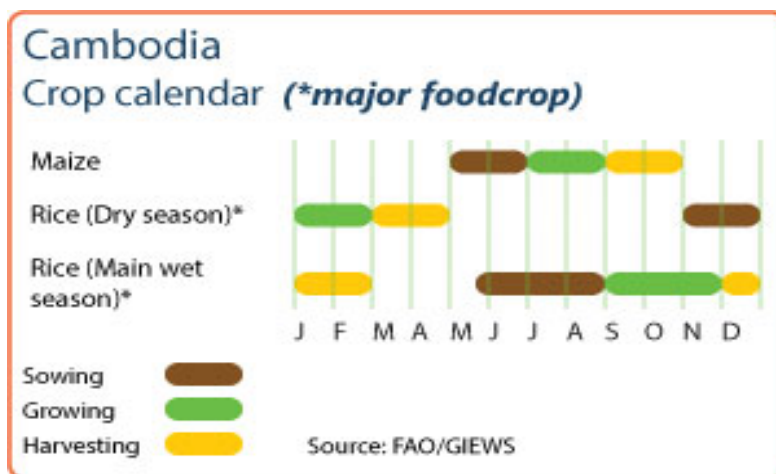 Cambodia
Crop calendar (*major foodcrop)
Maize
Rice (Dry season)*
Rice (Main wet
season)*
J F M A M J J A S O N D
Sowing
Growing
Harvesting
Source: FAO/GIEWS